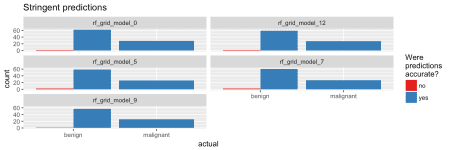 Stringent predictions
rf_grid_model_0
rf_grid_model_12
60
40
20
0
rf_grid_model_5
rf_grid_model_7
60
40
20
0
rf_grid_model_9
60
40
20
0
count
benign
malignant
benign
malignant
actual
Were
predictions
accurate?
no
yes